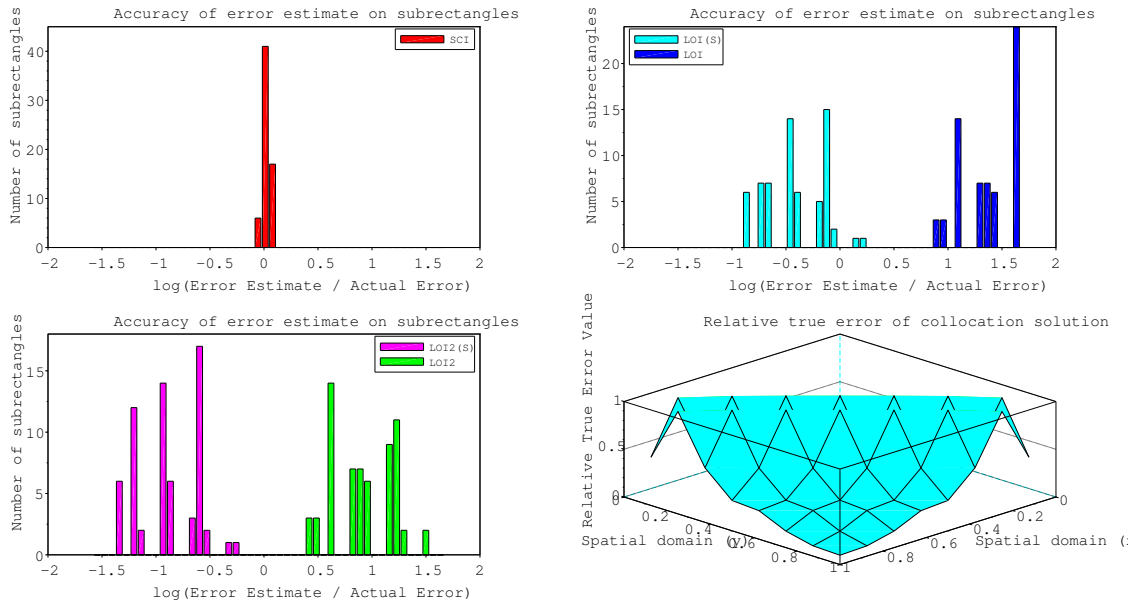 Accuracy of error estimate on subrectangles
Number of subrectangles
SCI
0
10
20
30
40
−2 −1.5 −1 −0.5 0 0.5 1 1.5 2
log(Error Estimate / Actual Error)
Accuracy of error estimate on subrectangles
Number of subrectangles
LOI(S)
LOI
0
5
10
15
20
−2 −1.5 −1 −0.5 0 0.5 1 1.5 2
log(Error Estimate / Actual Error)
Accuracy of error estimate on subrectangles
Number of subrectangles
LOI2(S)
LOI2
0
5
10
15
−2 −1.5 −1 −0.5 0 0.5 1 1.5 2
log(Error Estimate / Actual Error)
Relative true error of collocation solution
Relative True Error Value
1
0.5
0
0.2 0.4 0.6 0.8 1
Spatial domain (y)
0
0.2 0.4 0.6 0.8 1
Spatial domain (